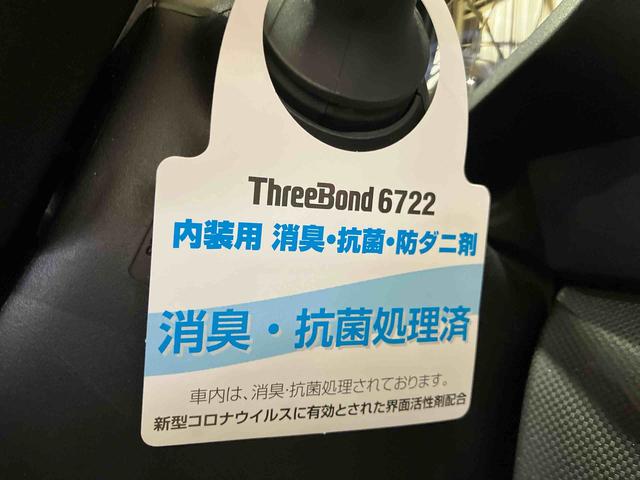 ThreeBond 6722
内装用 消臭・抗菌・防ダニ剤
消臭・抗菌処理済
車内は、消臭・抗菌処理されております。
新型コロナウイルスに有効とされた界面活性剤配合